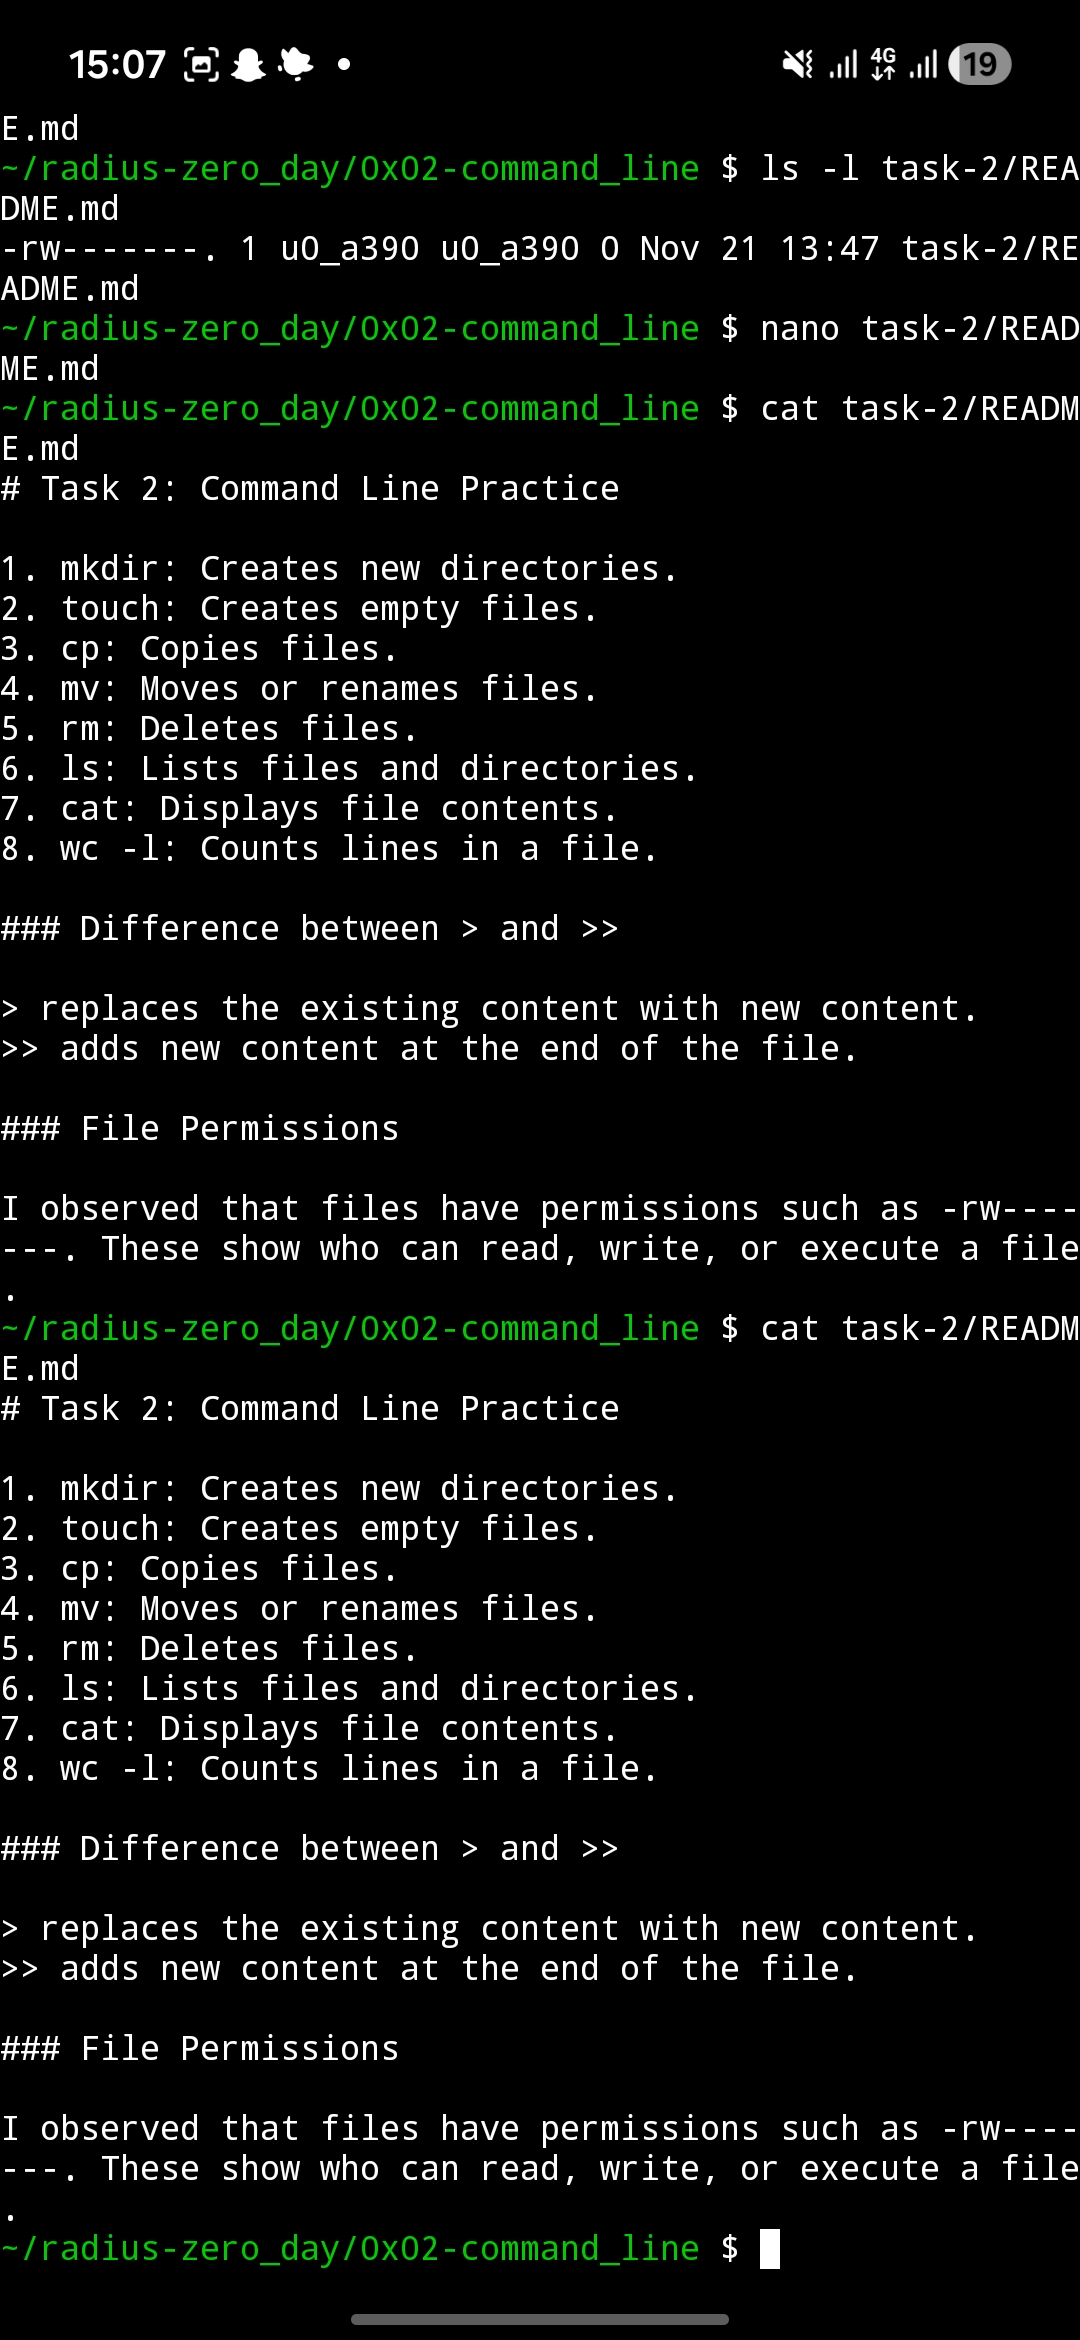 15:07 4G 19
E.md
~/radius-zero_day/0x02-command_line $ ls -l task-2/REA
DME.md
-rw-------. 1 u0_a390 u0_a390 0 Nov 21 13:47 task-2/RE
ADME.md
~/radius-zero_day/0x02-command_line $ nano task-2/READ
ME.md
~/radius-zero_day/0x02-command_line $ cat task-2/READM
E.md
# Task 2: Command Line Practice
1. mkdir: Creates new directories.
2. touch: Creates empty files.
3. cp: Copies files.
4. mv: Moves or renames files.
5. rm: Deletes files.
6. ls: Lists files and directories.
7. cat: Displays file contents.
8. wc -l: Counts lines in a file.
### Difference between > and >>
> replaces the existing content with new content.
>> adds new content at the end of the file.
### File Permissions
I observed that files have permissions such as -rw----
---. These show who can read, write, or execute a file
.
~/radius-zero_day/0x02-command_line $ cat task-2/READM
E.md
# Task 2: Command Line Practice
1. mkdir: Creates new directories.
2. touch: Creates empty files.
3. cp: Copies files.
4. mv: Moves or renames files.
5. rm: Deletes files.
6. ls: Lists files and directories.
7. cat: Displays file contents.
8. wc -l: Counts lines in a file.
### Difference between > and >>
> replaces the existing content with new content.
>> adds new content at the end of the file.
### File Permissions
I observed that files have permissions such as -rw----
---. These show who can read, write, or execute a file
.
~/radius-zero_day/0x02-command_line $